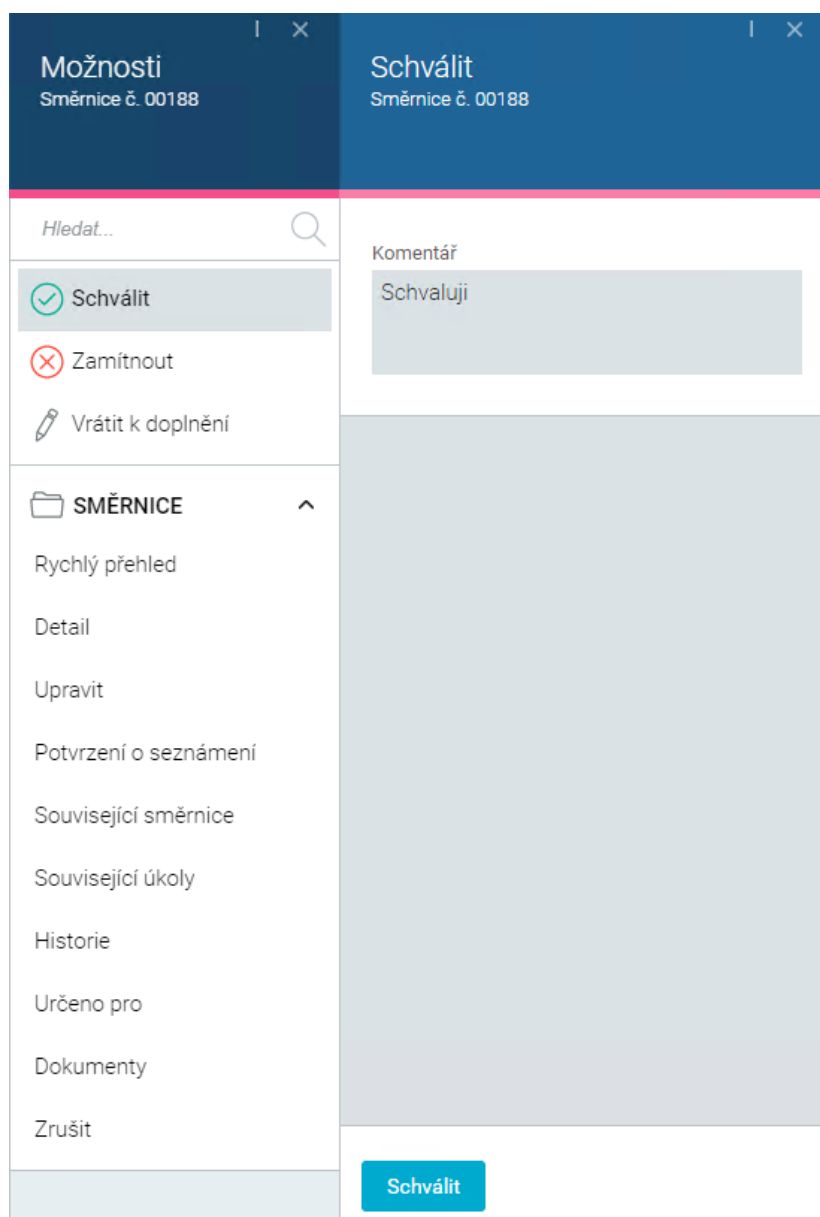 Možnosti
Směrnice č. 00188
Hledat...
Schválit
Zamítnout
Vrátit k doplnění
SMĚRNICE
Rychlý přehled
Detail
Upravit
Potvrzení o seznámení
Související směrnice
Související úkoly
Historie
Určeno pro
Dokumenty
Zrušit
Schválit
Směrnice č. 00188
Komentář
Schvaluji
Schválit